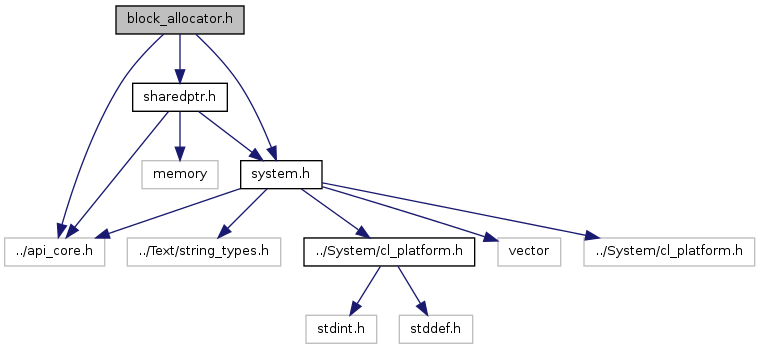 block_allocator.h
sharedptr.h
memory
system.h
../api_core.h
../Text/string_types.h
../System/cl_platform.h
vector
../System/cl_platform.h
stdint.h
stddef.h